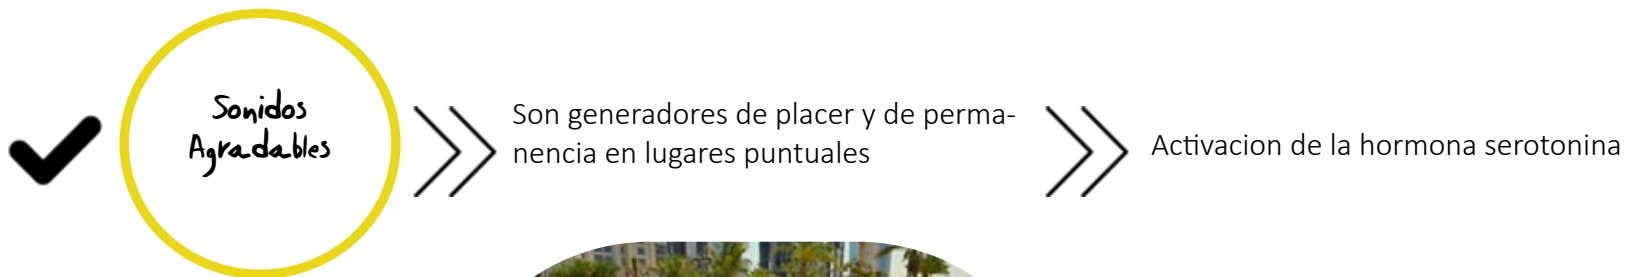 Sonidos
Agradables
Son generadores de placer y de perma-
nencia en lugares puntuales
Activacion de la hormona serotonina